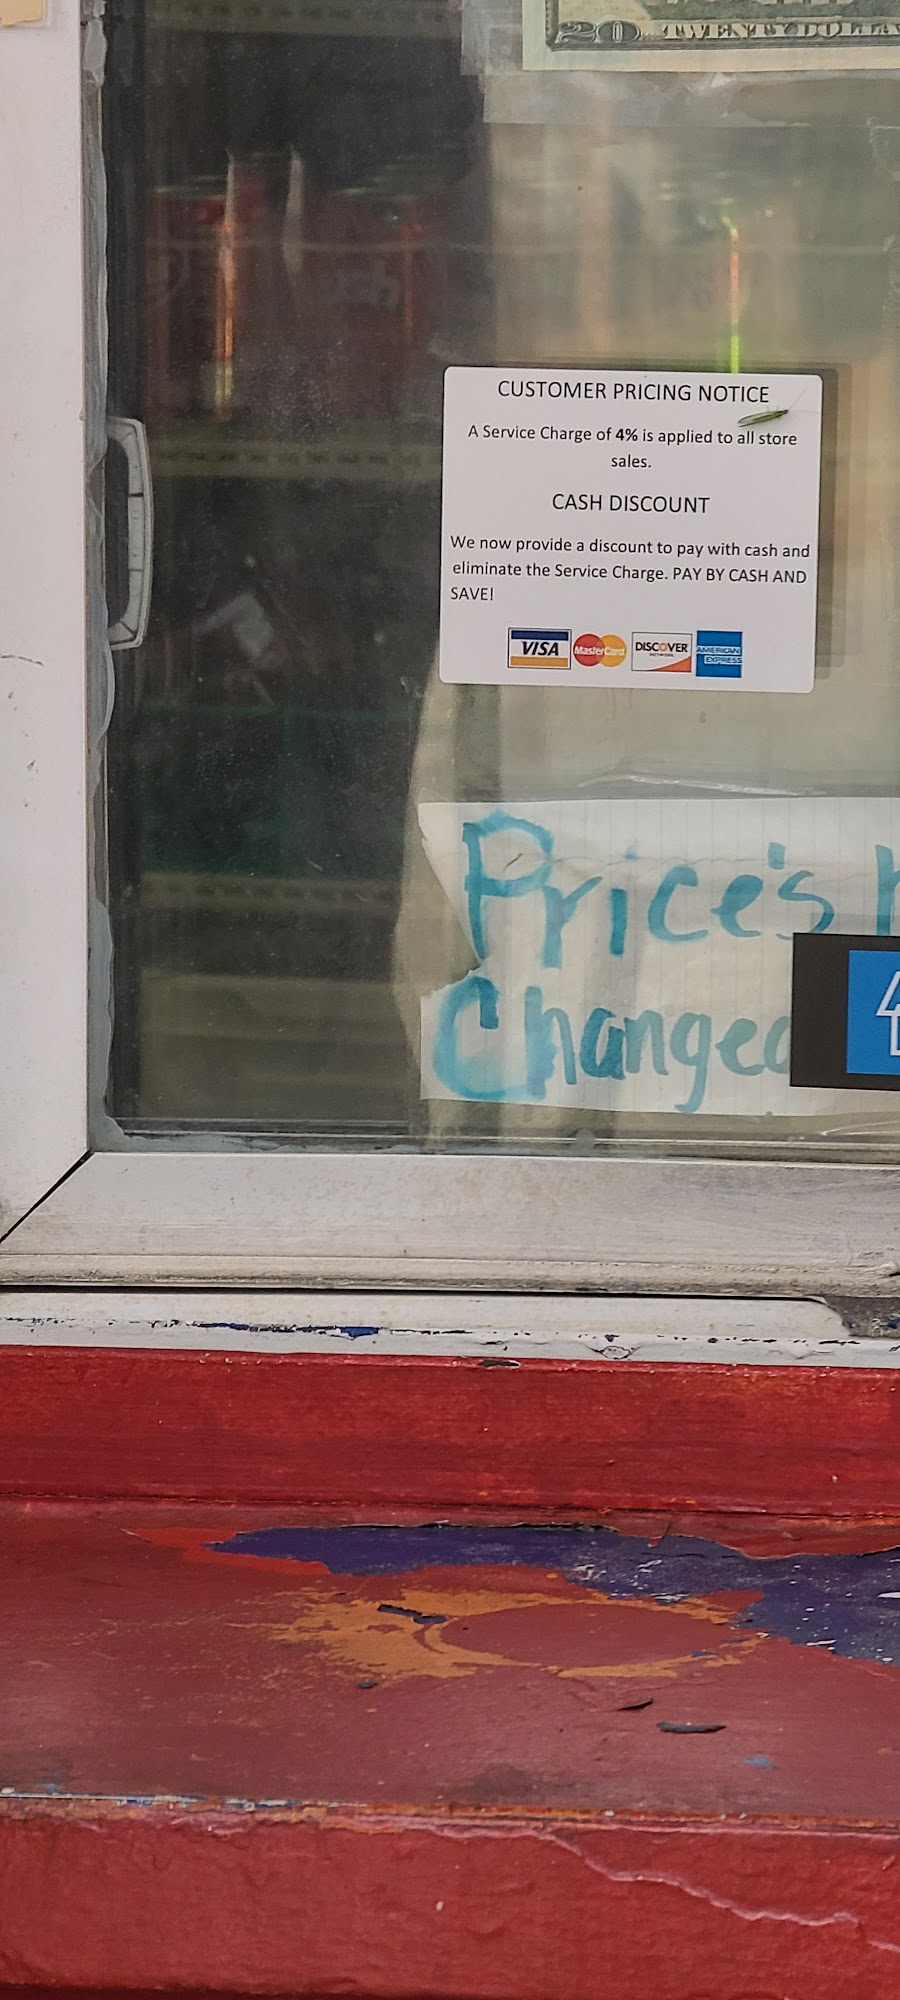 20 TWENTY DOLLA
CUSTOMER PRICING NOTICE
A Service Charge of 4% is applied to all store
sales.
CASH DISCOUNT
We now provide a discount to pay with cash and
eliminate the Service Charge. PAY BY CASH AND
SAVE!
VISA MasterCard DISCOVER NETWORK AMERICAN EXPRESS
Price's
Changed